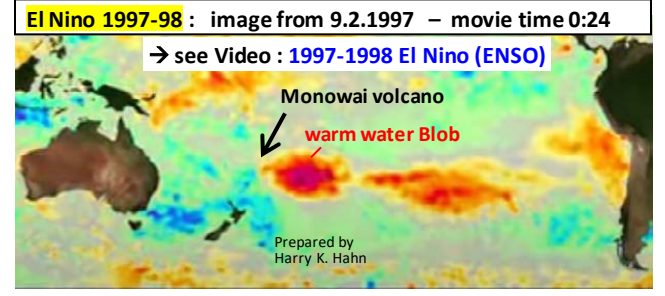 El Nino 1997-98 : image from 9.2.1997 – movie time 0:24
→ see Video : 1997-1998 El Nino (ENSO)
Monowai volcano
warm water Blob
Prepared by
Harry K. Hahn